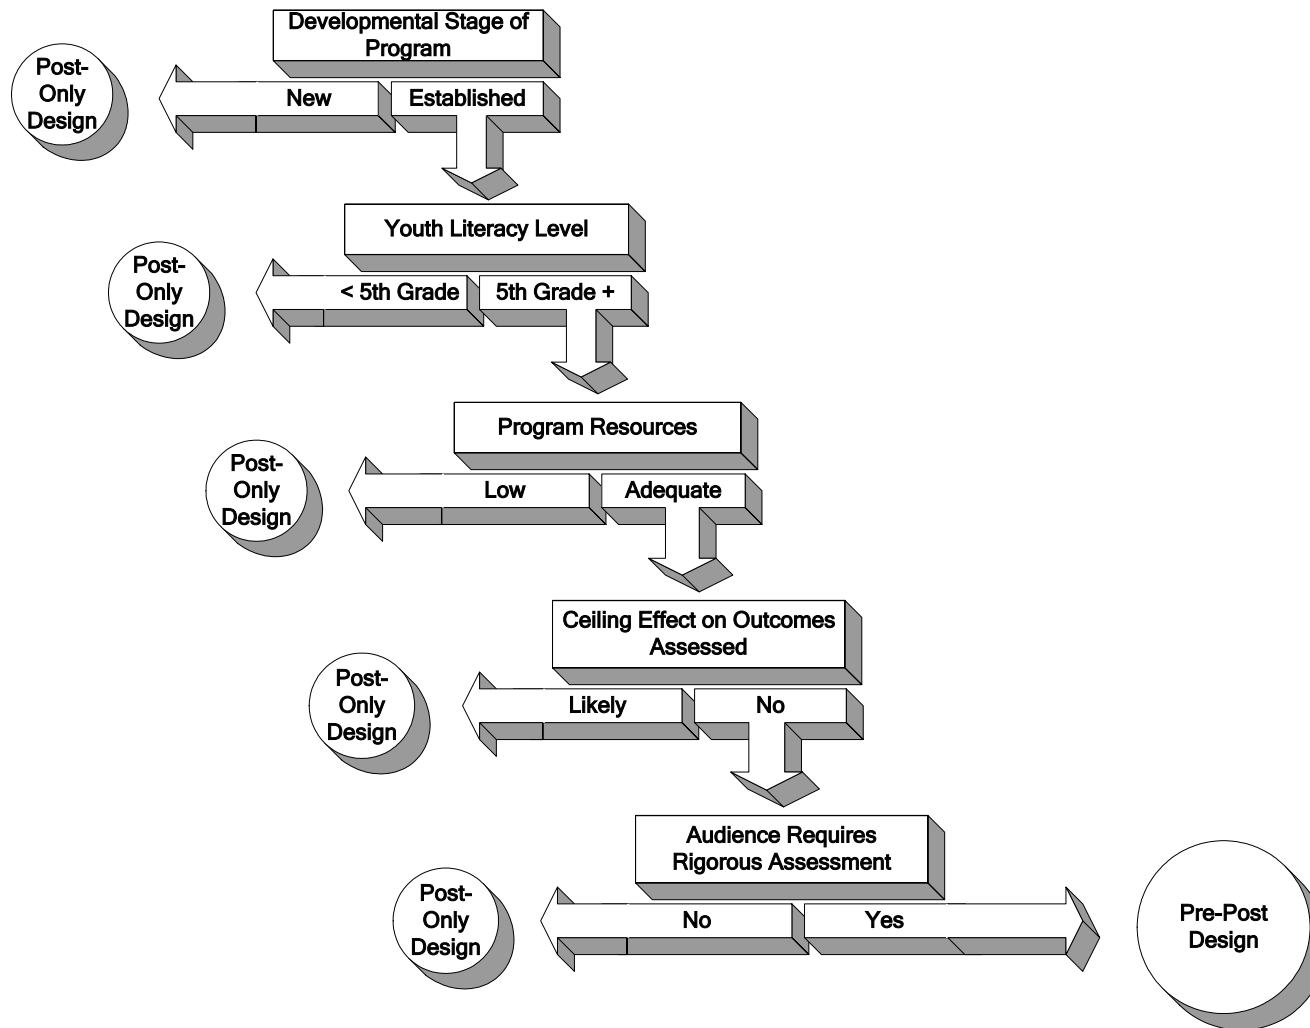 Developmental Stage of
Program
Post-
Only
Design
New
Established
Youth Literacy Level
Post-
Only
Design
< 5th Grade
5th Grade +
Program Resources
Post-
Only
Design
Low
Adequate
Ceiling Effect on Outcomes
Assessed
Post-
Only
Design
Likely
No
Audience Requires
Rigorous Assessment
Post-
Only
Design
No
Yes
Pre-Post
Design